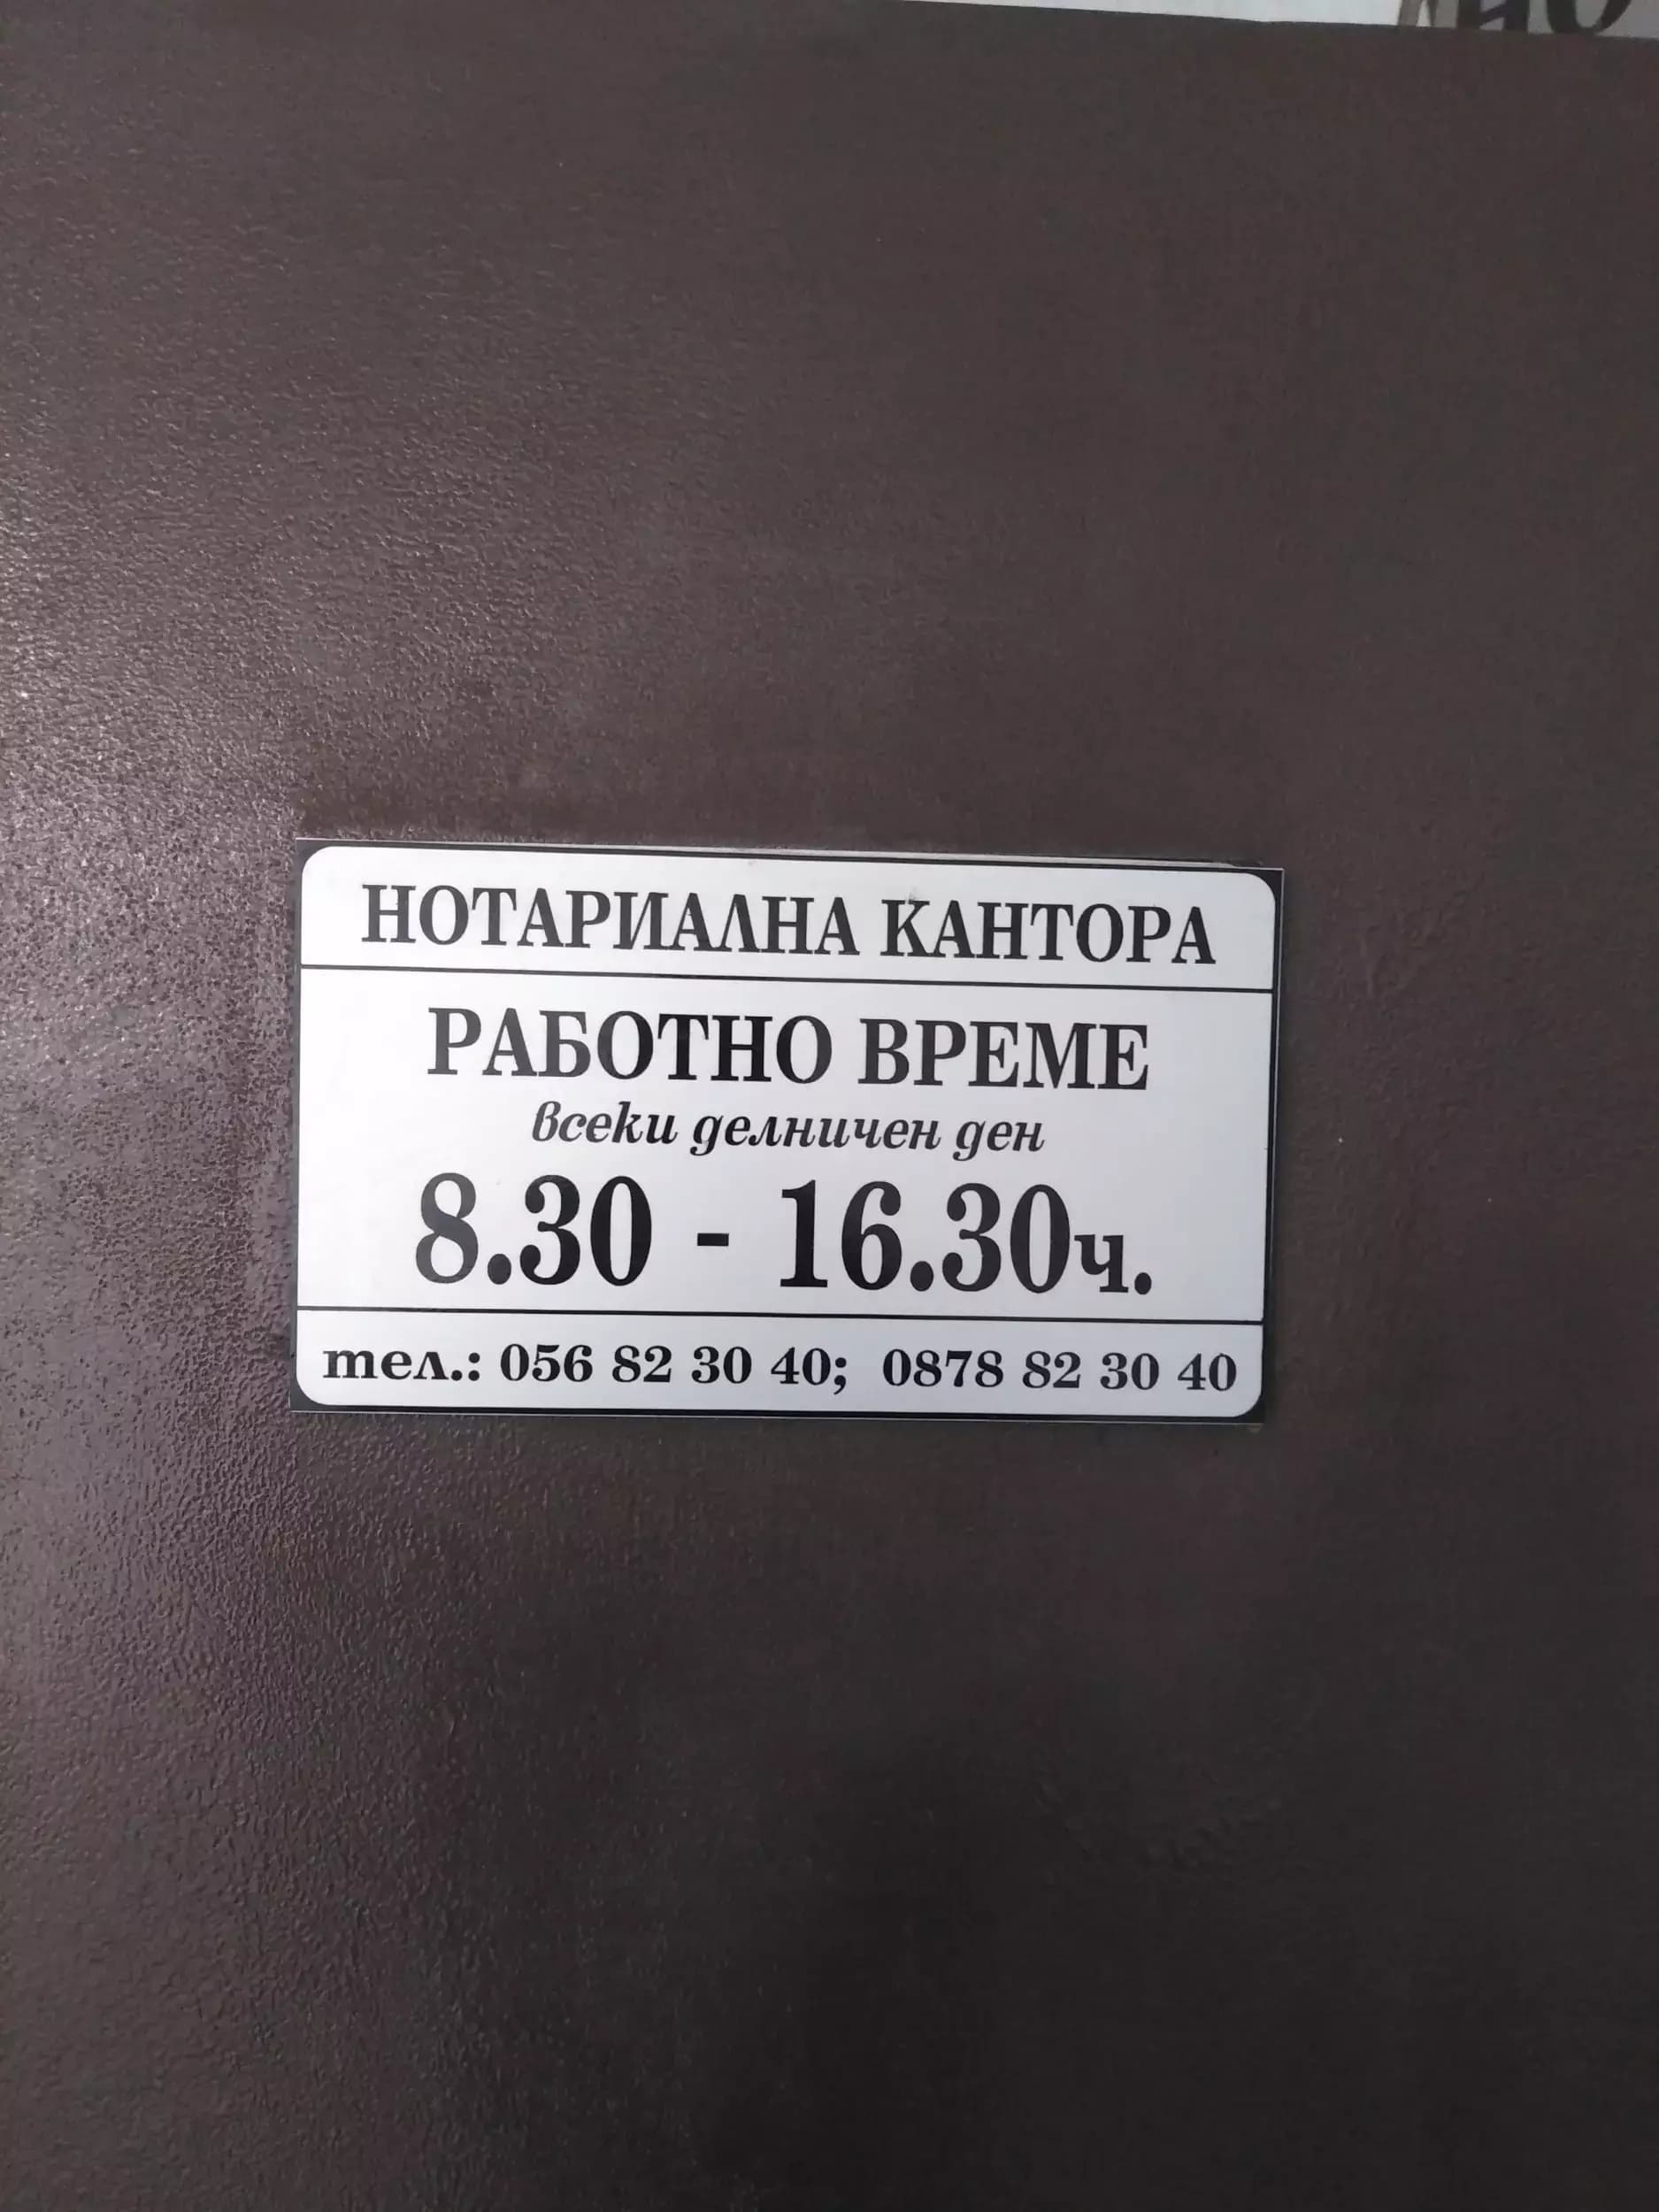 НОТАРИАЛНА КАНТОРА
РАБОТНО ВРЕМЕ
всеки делничен ден
8.30 - 16.30ч.
тел.: 056 82 30 40; 0878 82 30 40